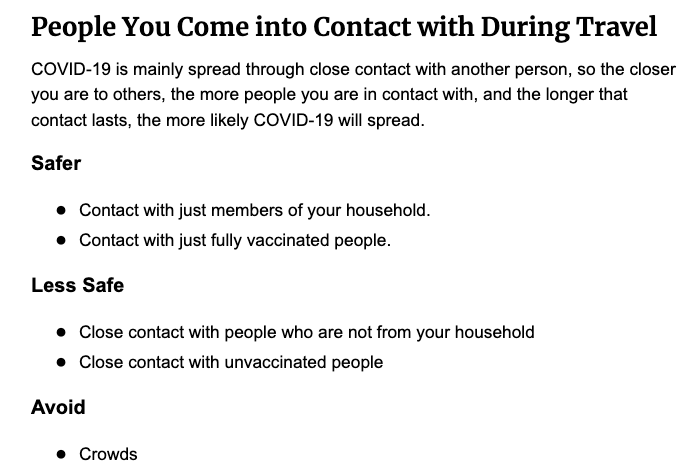 People You Come into Contact with During Travel
COVID-19 is mainly spread through close contact with another person, so the closer
you are to others, the more people you are in contact with, and the longer that
contact lasts, the more likely COVID-19 will spread.
Safer
● Contact with just members of your household.
● Contact with just fully vaccinated people.
Less Safe
● Close contact with people who are not from your household
● Close contact with unvaccinated people
Avoid
● Crowds